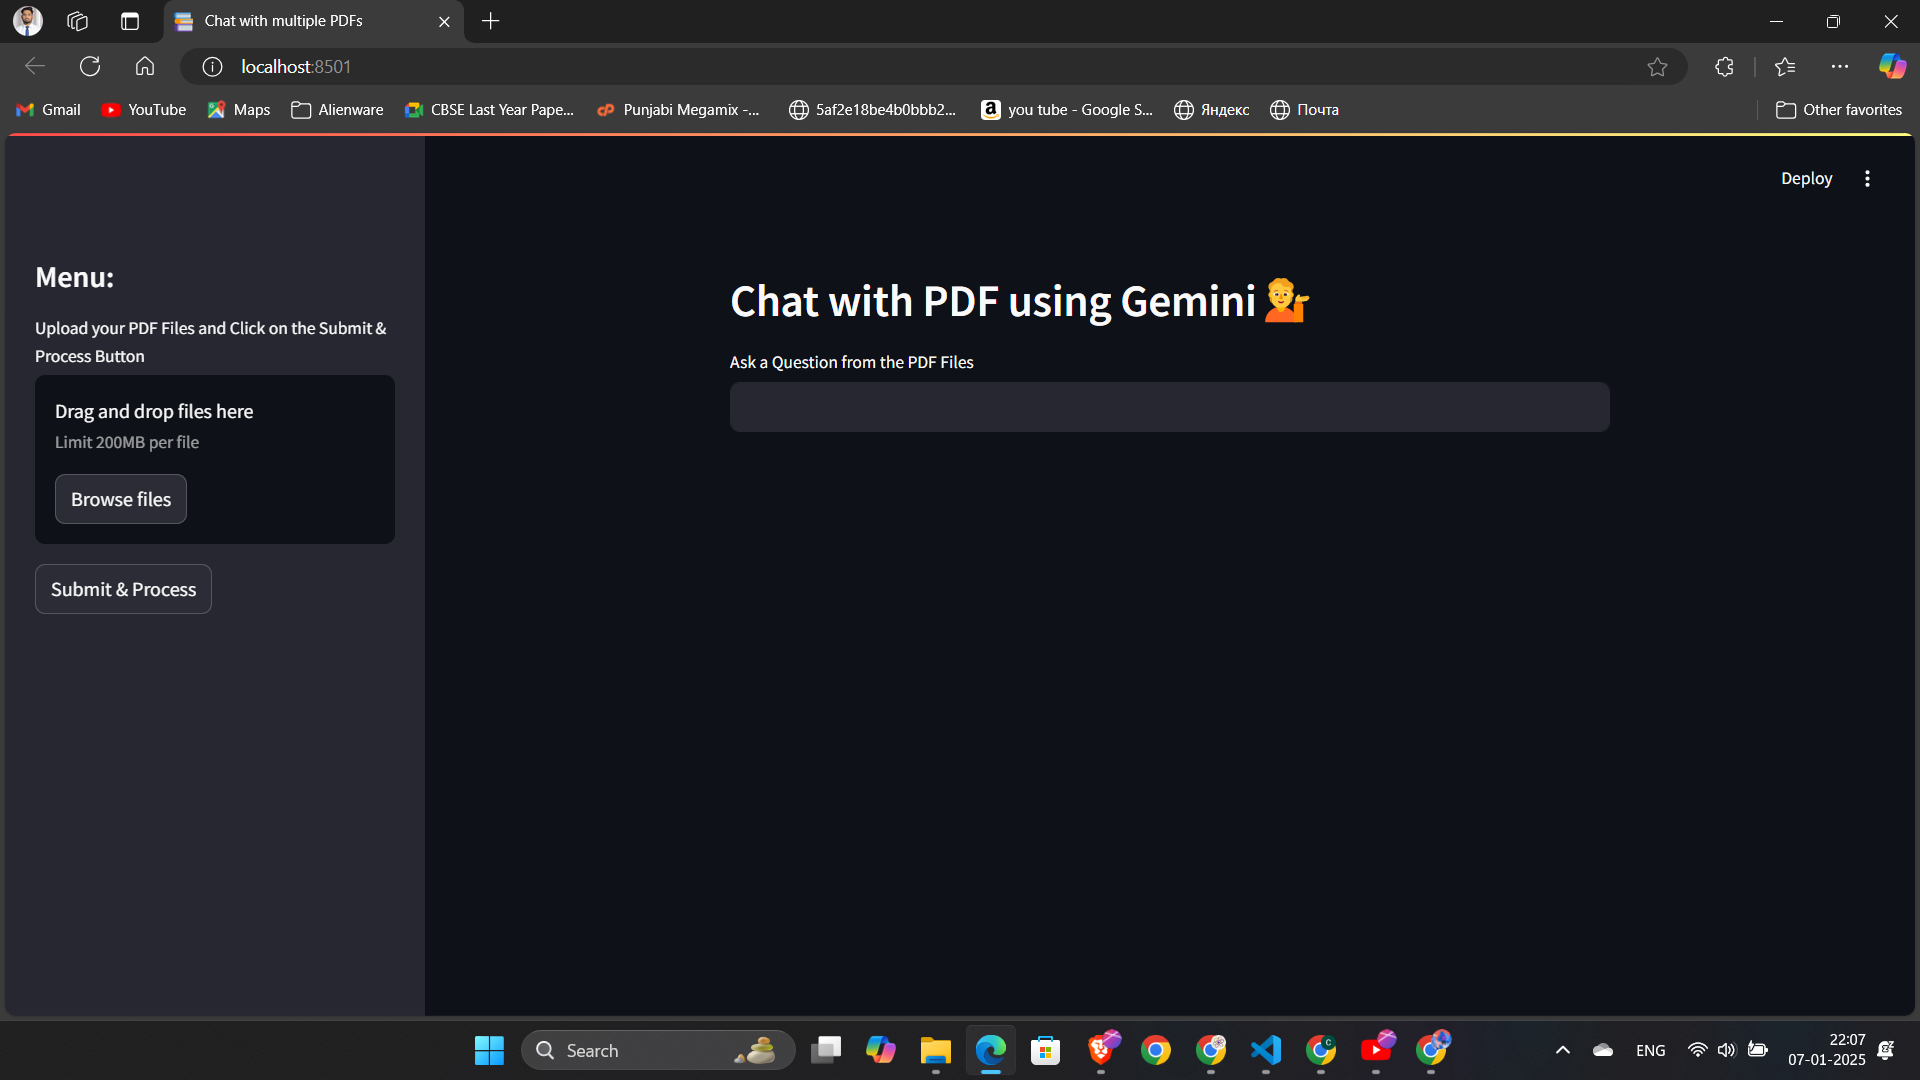 Chat with multiple PDFs
localhost:8501
Gmail
YouTube
Maps
Alienware
CBSE Last Year Pape...
Punjabi Megamix -...
5af2e18be4b0bbb2...
you tube - Google S...
Яндекс
Почта
Other favorites
Deploy
Menu:
Upload your PDF Files and Click on the Submit &
Process Button
Drag and drop files here
Limit 200MB per file
Browse files
Submit & Process
Chat with PDF using Gemini💁
Ask a Question from the PDF Files
Search
ENG
22:07
07-01-2025